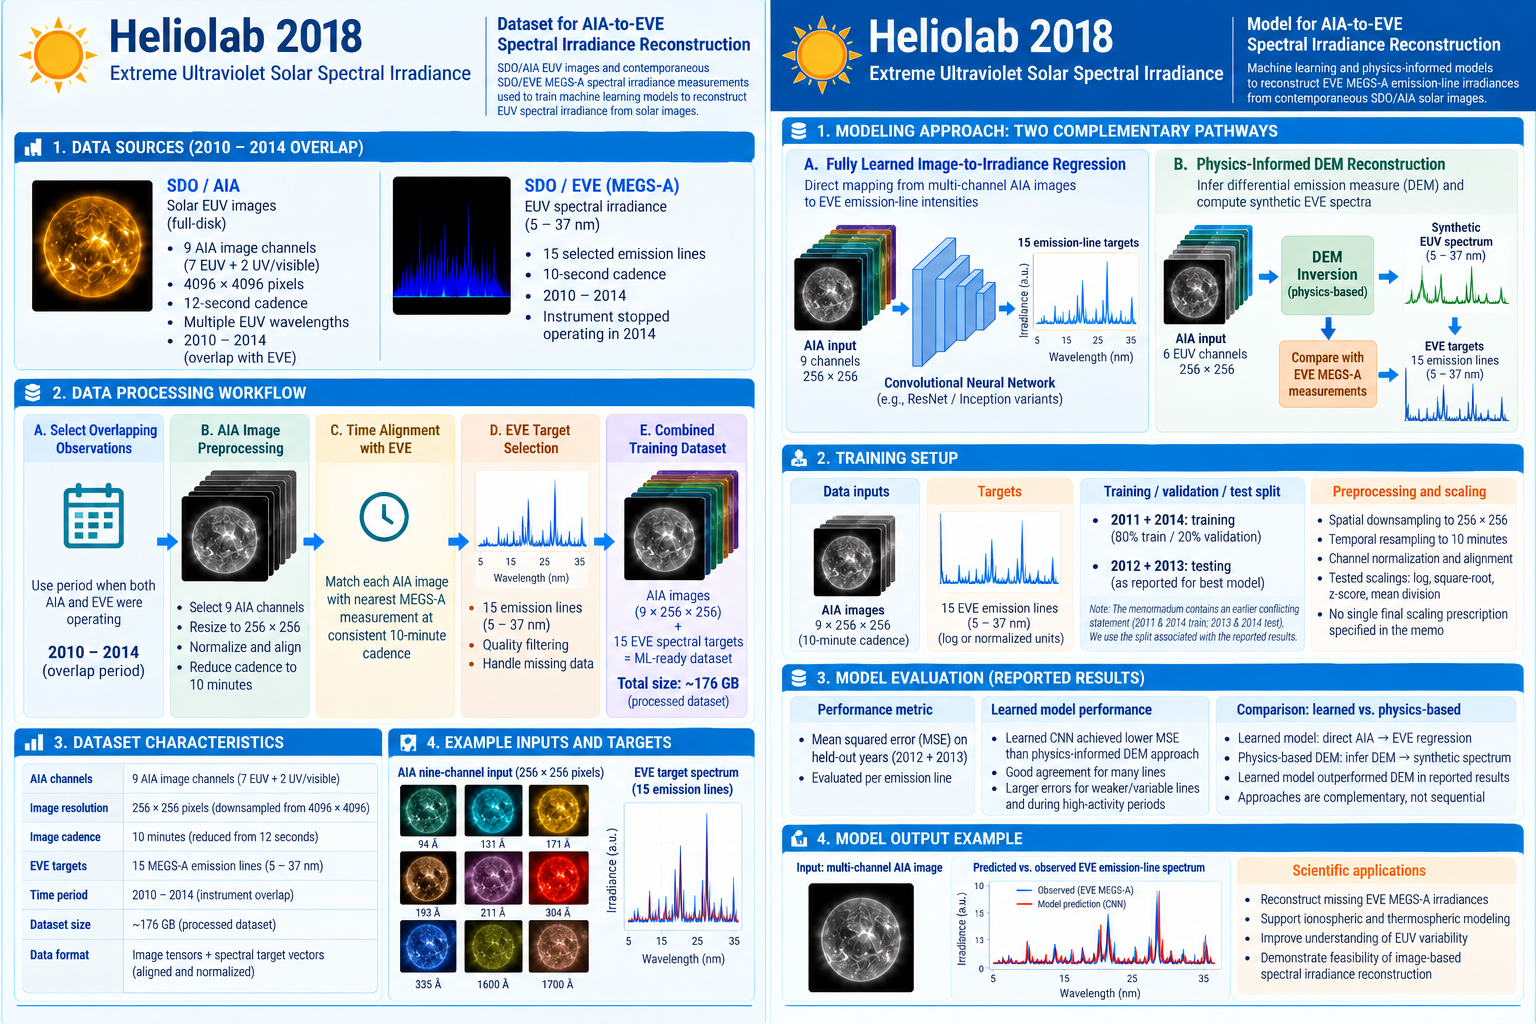 Heliolab 2018
Extreme Ultraviolet Solar Spectral Irradiance
Dataset for AIA-to-EVE
Spectral Irradiance Reconstruction
SDO/AIA EUV images and contemporaneous
SDO/EVE MEGS-A spectral irradiance measurements
used to train machine learning models to reconstruct
EUV spectral irradiance from solar images.
1. DATA SOURCES (2010 – 2014 OVERLAP)
SDO / AIA
Solar EUV images
(full-disk)
• 9 AIA image channels
(7 EUV + 2 UV/visible)
• 4096 × 4096 pixels
• 12-second cadence
• Multiple EUV wavelengths
• 2010 – 2014
(overlap with EVE)
SDO / EVE (MEGS-A)
EUV spectral irradiance
(5 – 37 nm)
• 15 selected emission lines
• 10-second cadence
• 2010 – 2014
• Instrument stopped
operating in 2014
2. DATA PROCESSING WORKFLOW
A. Select Overlapping
Observations
Use period when both
AIA and EVE were
operating
2010 – 2014
(overlap period)
B. AIA Image
Preprocessing
• Select 9 AIA channels
• Resize to 256 × 256
• Normalize and align
• Reduce cadence to
10 minutes
C. Time Alignment
with EVE
Match each AIA image
with nearest MEGS-A
measurement at
consistent 10-minute
cadence
D. EVE Target
Selection
5 15 25 35
Wavelength (nm)
• 15 emission lines
(5 – 37 nm)
• Quality filtering
• Handle missing data
E. Combined
Training Dataset
AIA images
(9 × 256 × 256)
+
15 EVE spectral targets
= ML-ready dataset
Total size: ~176 GB
(processed dataset)
3. DATASET CHARACTERISTICS
AIA channels 9 AIA image channels (7 EUV + 2 UV/visible)
Image resolution 256 × 256 pixels (downsampled from 4096 × 4096)
Image cadence 10 minutes (reduced from 12 seconds)
EVE targets 15 MEGS-A emission lines (5 – 37 nm)
Time period 2010 – 2014 (instrument overlap)
Dataset size ~176 GB (processed dataset)
Data format Image tensors + spectral target vectors
(aligned and normalized)
4. EXAMPLE INPUTS AND TARGETS
AIA nine-channel input (256 × 256 pixels)
94 Å 131 Å 171 Å
193 Å 211 Å 304 Å
335 Å 1600 Å 1700 Å
EVE target spectrum
(15 emission lines)
Irradiance (a.u.)
5 15 25 35
Wavelength (nm)
Heliolab 2018
Extreme Ultraviolet Solar Spectral Irradiance
Model for AIA-to-EVE
Spectral Irradiance Reconstruction
Machine learning and physics-informed models
to reconstruct EVE MEGS-A emission-line irradiances
from contemporaneous SDO/AIA solar images.
1. MODELING APPROACH: TWO COMPLEMENTARY PATHWAYS
A. Fully Learned Image-to-Irradiance Regression
Direct mapping from multi-channel AIA images
to EVE emission-line intensities
AIA input
9 channels
256 × 256
Convolutional Neural Network
(e.g., ResNet / Inception variants)
15 emission-line targets
Irradiance (a.u.)
5 15 25 35
Wavelength (nm)
B. Physics-Informed DEM Reconstruction
Infer differential emission measure (DEM) and
compute synthetic EVE spectra
AIA input
6 EUV channels
256 × 256
DEM
Inversion
(physics-based)
Compare with
EVE MEGS-A
measurements
Synthetic
EUV spectrum
(5 – 37 nm)
EVE targets
15 emission lines
(5 – 37 nm)
2. TRAINING SETUP
Data inputs
AIA images
9 × 256 × 256
(10-minute cadence)
Targets
15 EVE emission lines
(5 – 37 nm)
(log or normalized units)
Training / validation / test split
• 2011 + 2014: training
(80% train / 20% validation)
• 2012 + 2013: testing
(as reported for best model)
Note: The memormadum contains an earlier conflicting
statement (2011 & 2014 train; 2013 & 2014 test),
We use the split associated with the reported results.
Preprocessing and scaling
• Spatial downsampling to 256 × 256
• Temporal resampling to 10 minutes
• Channel normalization and alignment
• Tested scalings: log, square-root,
z-score, mean division
• No single final scaling prescription
specified in the memo
3. MODEL EVALUATION (REPORTED RESULTS)
Performance metric
• Mean squared error (MSE) on
held-out years (2012 + 2013)
• Evaluated per emission line
Learned model performance
• Learned CNN achieved lower MSE
than physics-informed DEM approach
• Good agreement for many lines
• Larger errors for weaker/variable lines
and during high-activity periods
Comparison: learned vs. physics-based
• Learned model: direct AIA → EVE regression
• Physics-based DEM: infer DEM → synthetic spectrum
• Learned model outperformed DEM in reported results
• Approaches are complementary, not sequential
4. MODEL OUTPUT EXAMPLE
Input: multi-channel AIA image
Predicted vs. observed EVE emission-line spectrum
Observed (EVE MEGS-A)
Model prediction (CNN)
Irradiance (a.u.)
10
15
13
0
5 15 25 35
Wavelength (nm)
Scientific applications
• Reconstruct missing EVE MEGS-A irradiances
• Support ionospheric and thermospheric modeling
• Improve understanding of EUV variability
• Demonstrate feasibility of image-based
spectral irradiance reconstruction